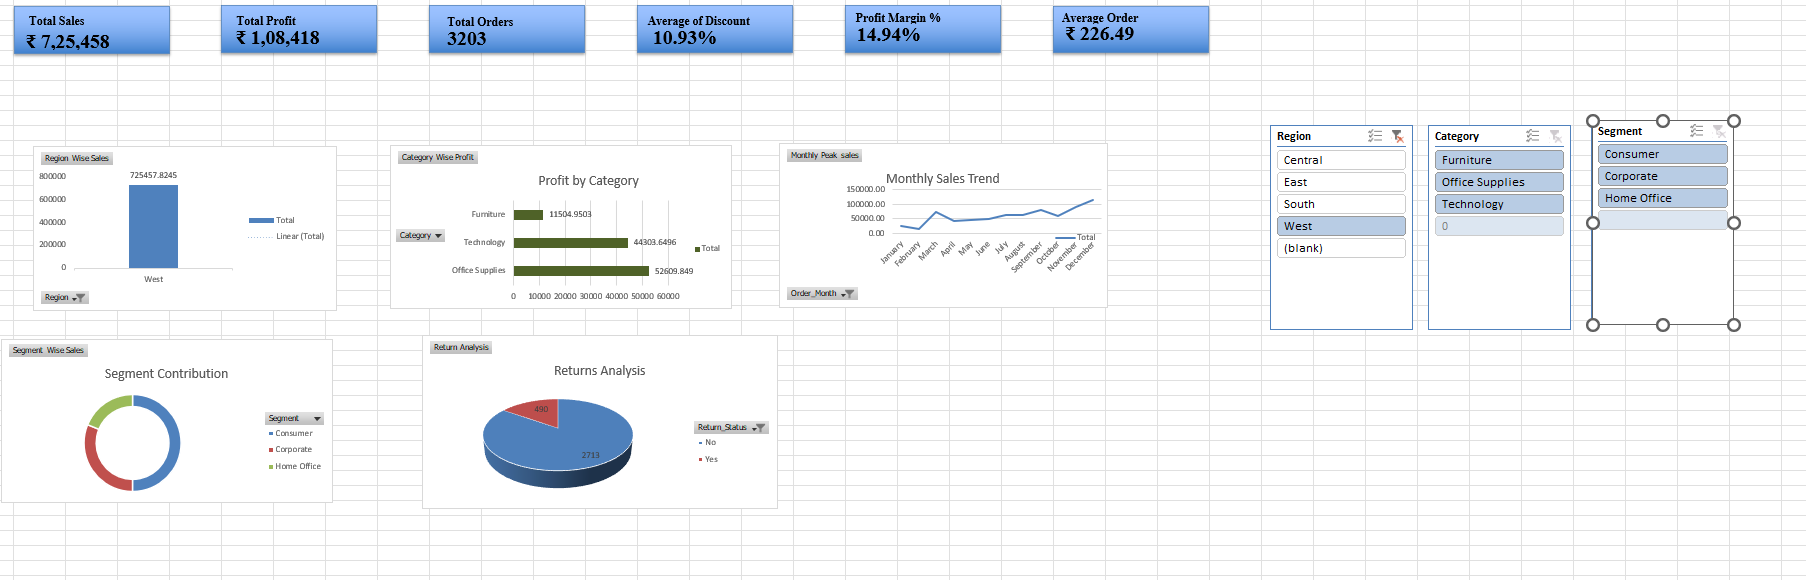 Total Sales
₹ 7,25,458
Total Profit
₹ 1,08,418
Total Orders
3203
Average of Discount
10.93%
Profit Margin %
14.94%
Average Order
₹ 226.49
Region Wise Sales
800000
600000
400000
200000
0
725457.8245
West
Total
Linear (Total)
Region
Category Wise Profit
Profit by Category
Category
Furniture
11504.9503
Technology
44303.6496
Office Supplies
52609.849
0 10000 20000 30000 40000 50000 60000
Total
Monthly Peak sales
Monthly Sales Trend
150000.00
100000.00
50000.00
0.00
January
February
March
April
May
June
July
August
September
October
November
December
Total
Order_Month
Region
Central
East
South
West
(blank)
Category
Furniture
Office Supplies
Technology
0
Segment
Consumer
Corporate
Home Office
Segment Wise Sales
Segment Contribution
Segment
Consumer
Corporate
Home Office
Return Analysis
Returns Analysis
490
2713
Return_Status
No
Yes